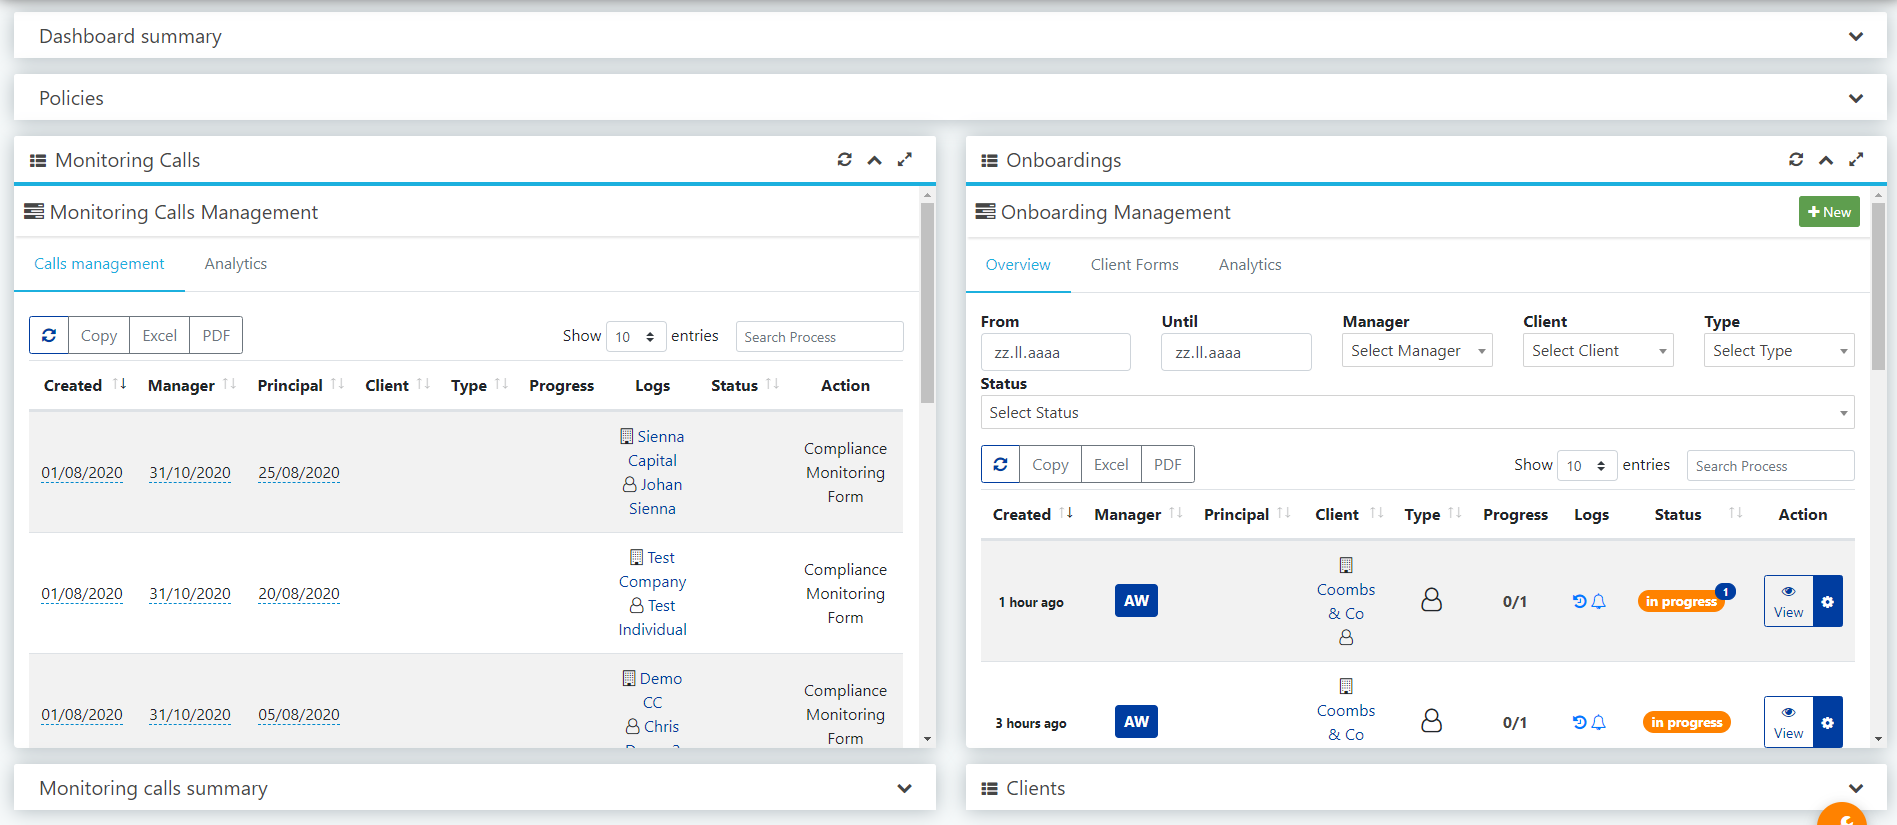 Dashboard summary
Policies
Monitoring Calls
Monitoring Calls Management
Calls management Analytics
Copy Excel PDF Show 10 entries Search Process
Created Manager Principal Client Type Progress Logs Status Action
01/08/2020 31/10/2020 25/08/2020
Sienna
Capital
Johan
Sienna
Compliance
Monitoring
Form
01/08/2020 31/10/2020 20/08/2020
Test
Company
Test
Individual
Compliance
Monitoring
Form
01/08/2020 31/10/2020 05/08/2020
Demo
CC
Chris
Compliance
Monitoring
Form
Monitoring calls summary
Onboardings
Onboarding Management
New
Overview Client Forms Analytics
From Until Manager Client Type
zz.ll.aaaa zz.ll.aaaa Select Manager Select Client Select Type
Status
Select Status
Copy Excel PDF Show 10 entries Search Process
Created Manager Principal Client Type Progress Logs Status Action
1 hour ago AW
Coombs
& Co
0/1 in progress 1 View
3 hours ago AW
Coombs
& Co
0/1 in progress View
Clients